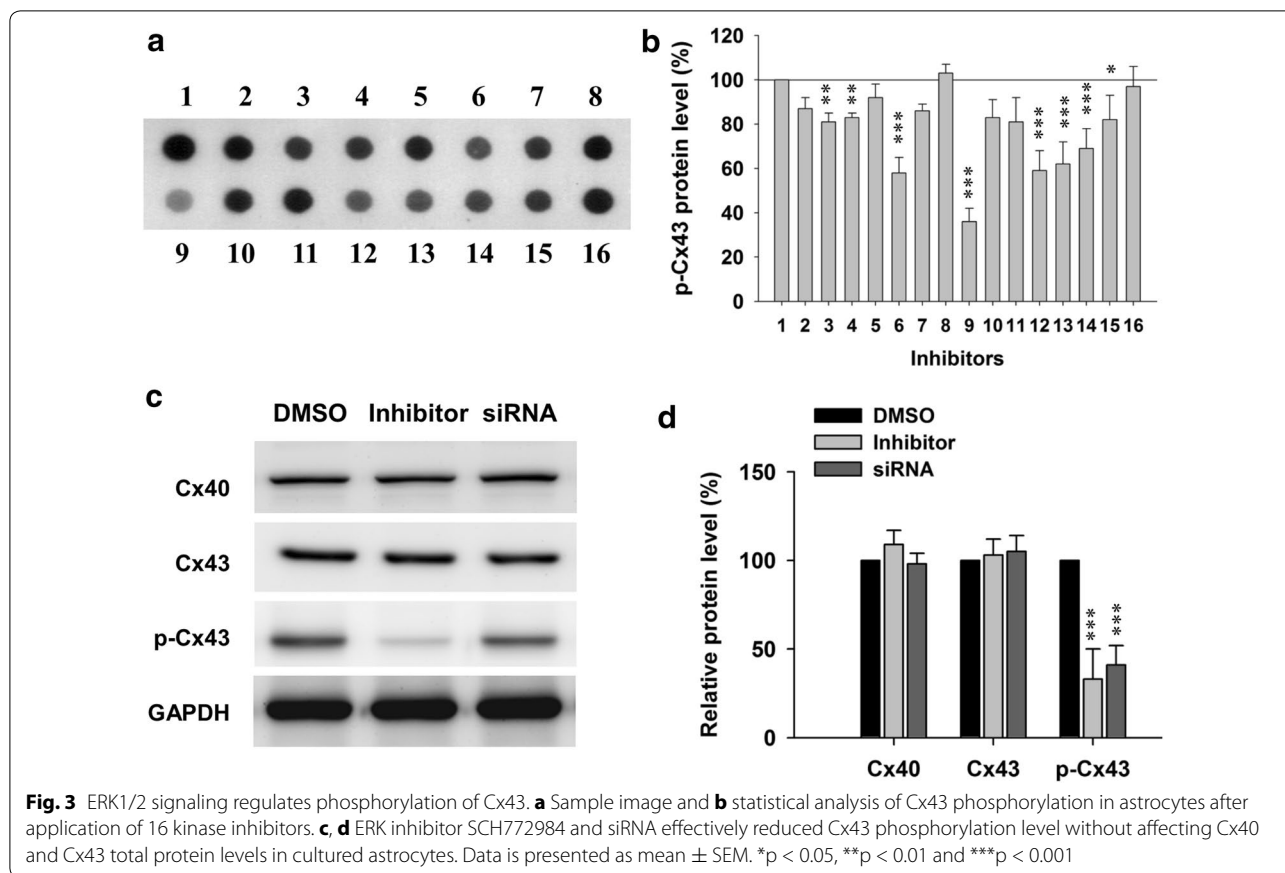 a
1 2 3 4 5 6 7 8
9 10 11 12 13 14 15 16
b
p-Cx43 protein level (%)
120
100
80
60
40
20
0
** ** *** *** *** *** *** *
1 2 3 4 5 6 7 8 9 10 11 12 13 14 15 16
Inhibitors
c
DMSO Inhibitor siRNA
Cx40
Cx43
p-Cx43
GAPDH
d
DMSO
Inhibitor
siRNA
Relative protein level (%)
150
100
50
0
*** ***
Cx40 Cx43 p-Cx43
Fig. 3 ERK1/2 signaling regulates phosphorylation of Cx43. a Sample image and b statistical analysis of Cx43 phosphorylation in astrocytes after
application of 16 kinase inhibitors. c, d ERK inhibitor SCH772984 and siRNA effectively reduced Cx43 phosphorylation level without affecting Cx40
and Cx43 total protein levels in cultured astrocytes. Data is presented as mean ± SEM. *p < 0.05, **p < 0.01 and ***p < 0.001